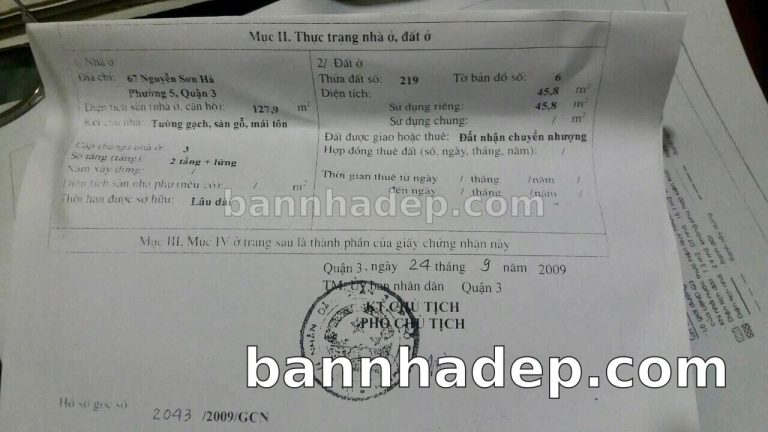 Mục II. Thực trạng nhà ở, đất ở
1/ Nhà ở
Địa chỉ: 67 Nguyễn Sơn Hà
Phường 5, Quận 3
Diện tích sàn (nhà ở, căn hộ): 127,9 m²
Kết cấu nhà: Tường gạch, sàn gỗ, mái tôn
Cấp (hạng) nhà ở: 3
Số tầng (tầng): 2 tầng + lửng
Năm xây dựng: /
Diện tích sàn nhà phụ (nếu có): / m²
Thời hạn được sở hữu: Lâu dài
2/ Đất ở
Thửa đất số: 219 Tờ bản đồ số: 6
Diện tích: 45,8 m²
Sử dụng riêng: 45,8 m²
Sử dụng chung: / m²
Đất được giao hoặc thuê: Đất nhận chuyển nhượng
Hợp đồng thuê đất (số, ngày, tháng, năm): /
Thời gian thuê từ ngày / tháng /năm /
đến ngày / tháng /năm /
bannhadep.com
Mục III, Mục IV ở trang sau là thành phần của giấy chứng nhận này
Quận 3, ngày 24 tháng 9 năm 2009
TM. Ủy ban nhân dân Quận 3
KT CHỦ TỊCH
PHÓ CHỦ TỊCH
bannhadep.com
Hồ sơ gốc số
2043 /2009/GCN